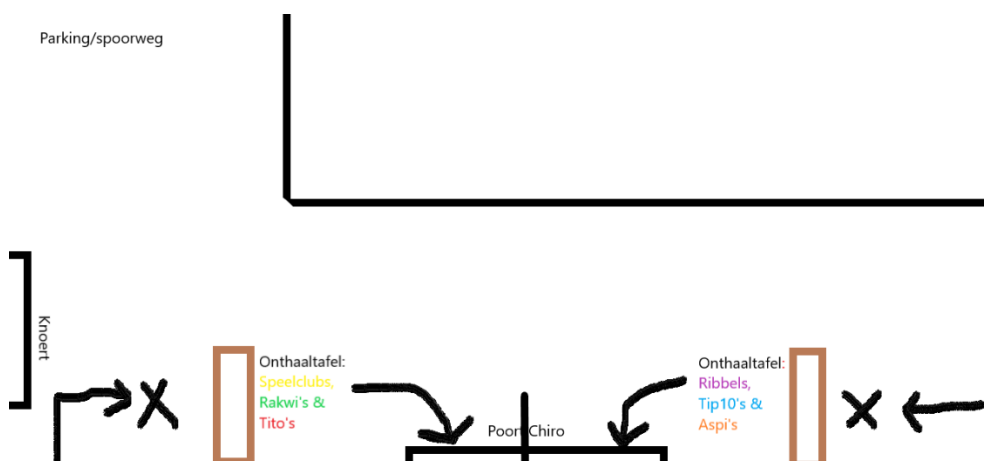 Parking/spoorweg
Knoert
Onthaaltafel:
Speelclubs,
Rakwi's &
Tito's
Poort Chiro
Onthaaltafel:
Ribbels,
Tip10's &
Aspi's